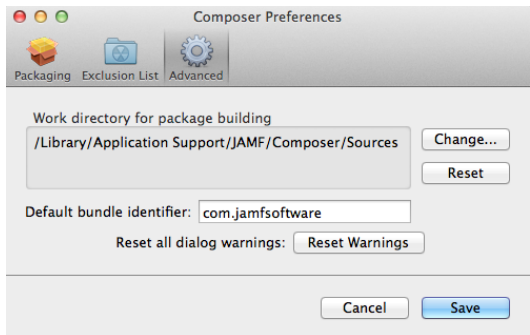 Composer Preferences
Packaging Exclusion List Advanced
Work directory for package building
/Library/Application Support/JAMF/Composer/Sources
Change...
Reset
Default bundle identifier: com.jamfsoftware
Reset all dialog warnings: Reset Warnings
Cancel Save